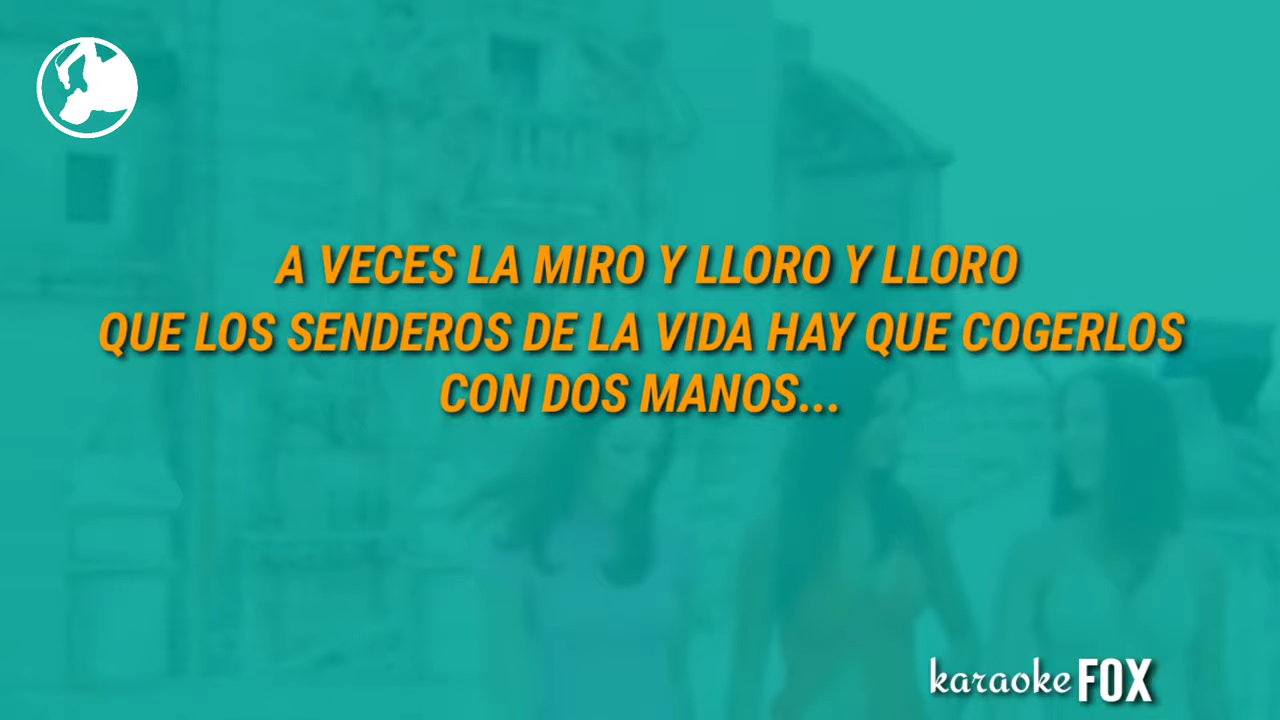 A VECES LA MIRO Y LLORO Y LLORO
QUE LOS SENDEROS DE LA VIDA HAY QUE COGERLOS
CON DOS MANOS...
karaoke FOX